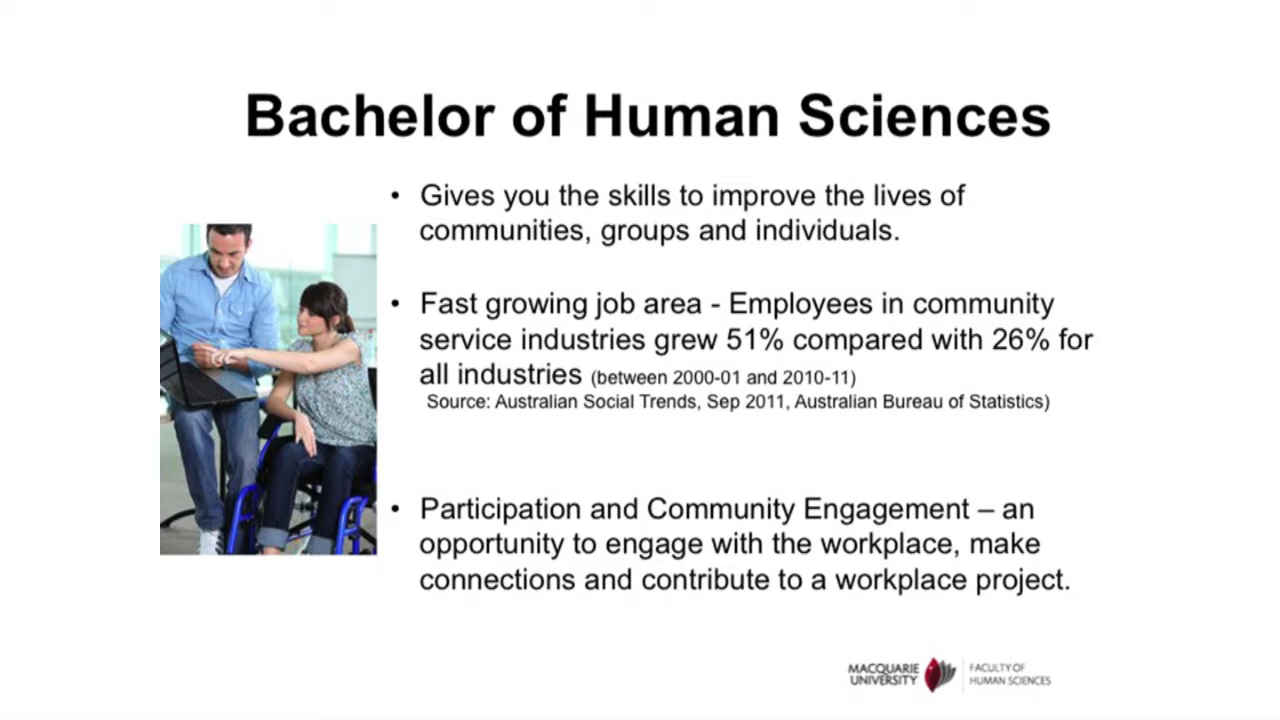 Bachelor of Human Sciences
• Gives you the skills to improve the lives of
communities, groups and individuals.
• Fast growing job area - Employees in community
service industries grew 51% compared with 26% for
all industries (between 2000-01 and 2010-11)
Source: Australian Social Trends, Sep 2011, Australian Bureau of Statistics)
• Participation and Community Engagement – an
opportunity to engage with the workplace, make
connections and contribute to a workplace project.
MACQUARIE
UNIVERSITY
FACULTY OF
HUMAN SCIENCES